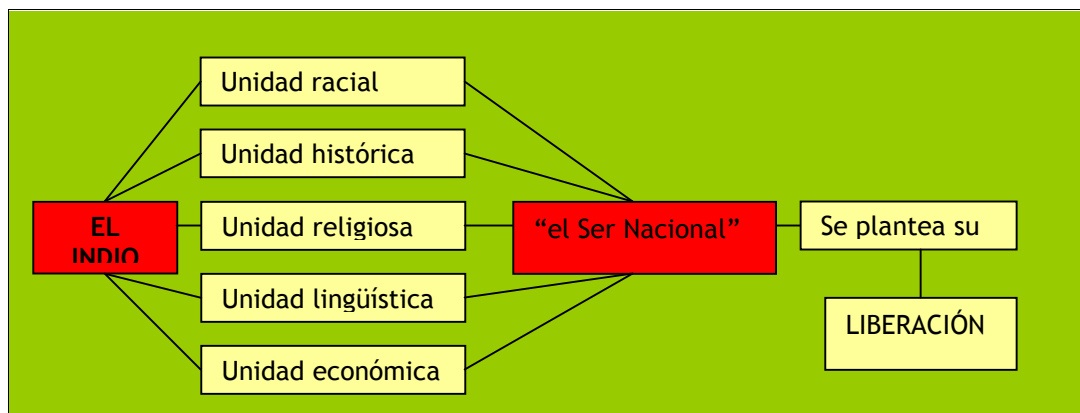 Unidad racial
Unidad histórica
EL
INDIO
Unidad religiosa
“el Ser Nacional”
Se plantea su
Unidad lingüística
LIBERACIÓN
Unidad económica